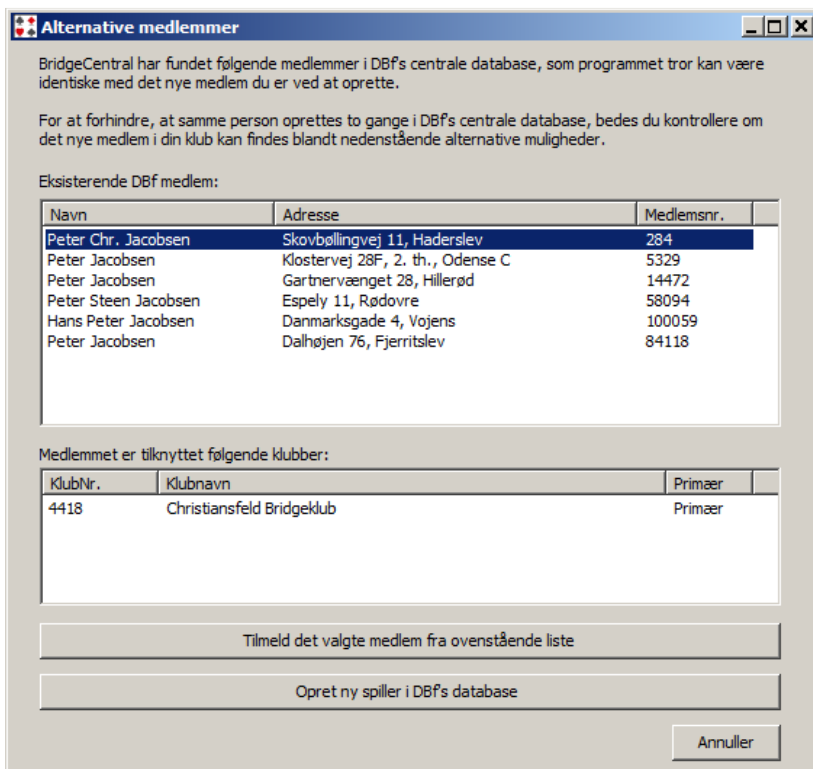 Alternative medlemmer
BridgeCentral har fundet følgende medlemmer i DBf's centrale database, som programmet tror kan være
identiske med det nye medlem du er ved at oprette.
For at forhindre, at samme person oprettes to gange i DBf's centrale database, bedes du kontrollere om
det nye medlem i din klub kan findes blandt nedenstående alternative muligheder.
Eksisterende DBf medlem:
Navn Adresse Medlemsnr.
Peter Chr. Jacobsen Skovbøllingvej 11, Haderslev 284
Peter Jacobsen Klostervej 28F, 2. th., Odense C 5329
Peter Jacobsen Gartnervænget 28, Hillerød 14472
Peter Steen Jacobsen Espely 11, Rødovre 58094
Hans Peter Jacobsen Danmarksgade 4, Vojens 100059
Peter Jacobsen Dalhøjen 76, Fjerritslev 84118
Medlemmet er tilknyttet følgende klubber:
KlubNr. Klubnavn Primær
4418 Christiansfeld Bridgeklub Primær
Tilmeld det valgte medlem fra ovenstående liste
Opret ny spiller i DBf's database
Annuller